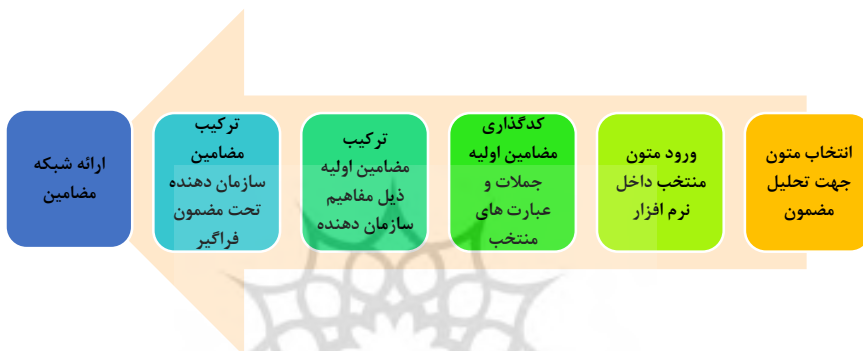 انتخاب متون
جهت تحلیل
مضمون
ورود متون
منتخب داخل
نرم افزار
کدگذاری
مضامین اولیه
جملات و
عبارت های
منتخب
ترکیب
مضامین اولیه
ذیل مفاهیم
سازمان دهنده
ترکیب
مضامین
سازمان دهنده
تحت مضمون
فراگیر
ارائه شبکه
مضامین